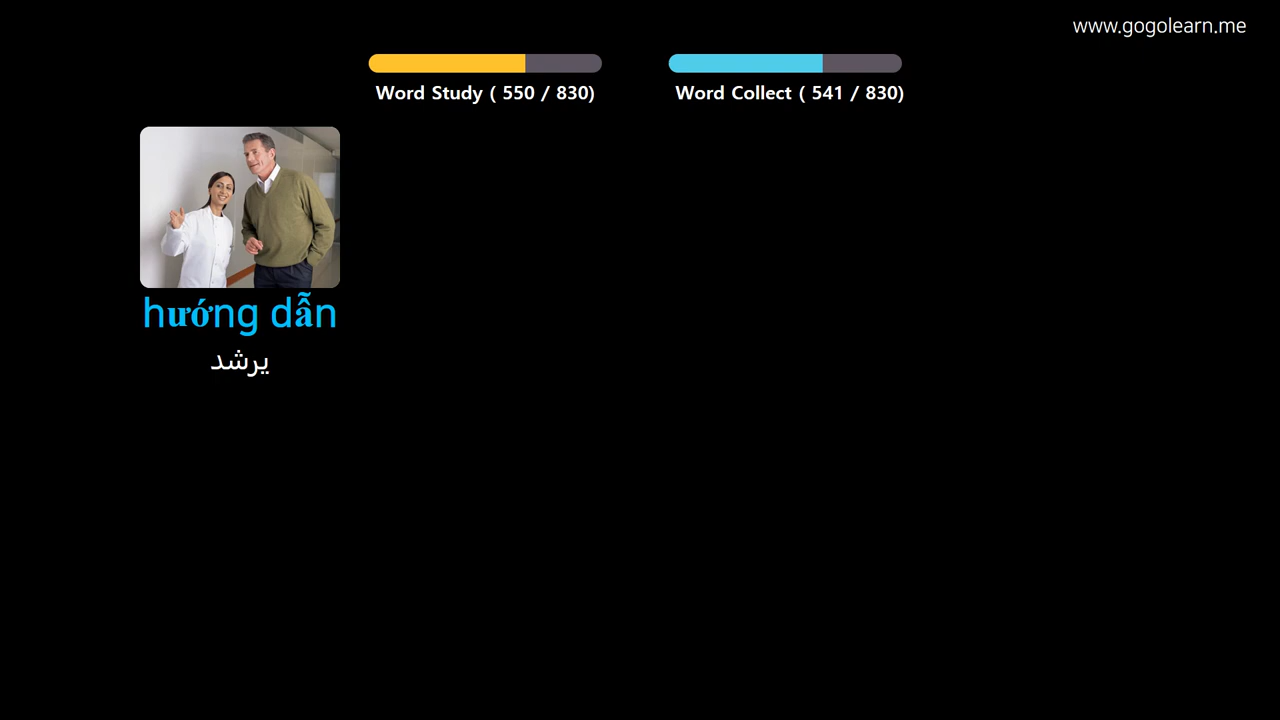 www.gogolearn.me
Word Study ( 550 / 830)
Word Collect ( 541 / 830)
hướng dẫn
يرشد